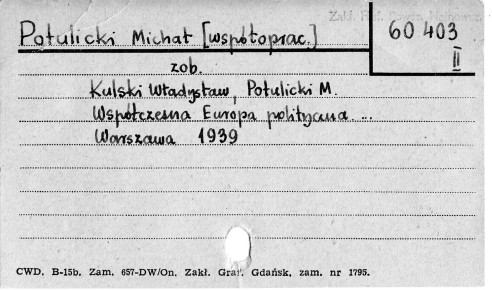 Potulicki Michał [współoprac.]
60 403
II
zob.
Kulski Władysław, Potulicki M.
Współczesna Europa polityczna ...
Warszawa 1939
CWD. B-15b. Zam. 657-DW/On. Zakł. Graf. Gdańsk, zam. nr 1795.